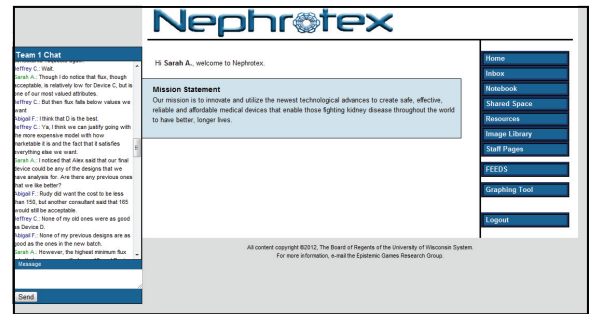 Nephrotex
Team 1 Chat
Jeffrey C.: Wait.
Sarah A.: Though I do notice that flux, though
acceptable, is relatively low for Device C, but is
one of our most valued attributes.
Jeffrey C.: But then flux falls below values we
want
Abigail F.: I think that D is the best.
Jeffrey C.: Ya, I think we can justify going with
the more expensive model with how
marketable it is and the fact that it satisfies
everything else we want.
Sarah A.: I noticed that Alex said that our final
device could be any of the designs that we
have analysis for. Are there any previous ones
that we like better?
Abigail F.: Rudy did want the cost to be less
than 150, but another consultant said that 165
would still be acceptable.
Jeffrey C.: None of my old ones were as good
as Device D.
Abigail F.: None of my previous designs are as
good as the ones in the new batch.
Sarah A.: However, the highest minimum flux
Message
Send
Hi Sarah A., welcome to Nephrotex.
Mission Statement
Our mission is to innovate and utilize the newest technological advances to create safe, effective,
reliable and affordable medical devices that enable those fighting kidney disease throughout the world
to have better, longer lives.
Home
Inbox
Notebook
Shared Space
Resources
Image Library
Staff Pages
FEEDS
Graphing Tool
Logout
All content copyright ©2012, The Board of Regents of the University of Wisconsin System.
For more information, e-mail the Epistemic Games Research Group.